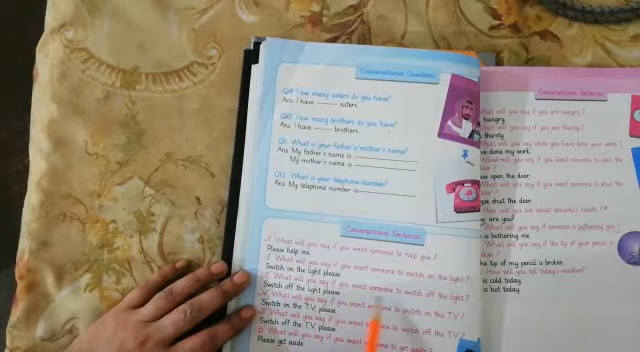 Conversational Questions
Q9 How many sisters do you have?
Ans. I have ______ sisters.
Q10 How many brothers do you have?
Ans. I have ______ brothers.
Q11 What is your father's/mother's name?
Ans. My father's name is ______
My mother's name is ______
Q12 What is your telephone number?
Ans. My telephone number is ______
Conversational Sentences
1 What will you say if you want someone to help you?
Please help me.
2 What will you say if you want someone to switch on the light?
Switch on the light please.
3 What will you say if you want someone to switch off the light?
Switch off the light please.
4 What will you say if you want to switch on the TV?
Switch on the T.V. please.
5 What will you say if you want to switch off the TV?
Switch off the T.V. please.
6 What will you say if you want to get aside?
Please get aside
Conversational Sentences
What will you say if you are hungry?
hungry.
will you say if you are thirsty?
thirsty
What will you say when you have done your work?
done my work.
What will you say if you want someone to open the
open the door.
What will you say if you want someone to shut the
shut the door
are you?
What will you say if someone is bothering you?
is bothering me.
What will you say if the tip of your pencil is
tip of my pencil is broken.
How will you tell today's weather?
is cold today.
is hot today.